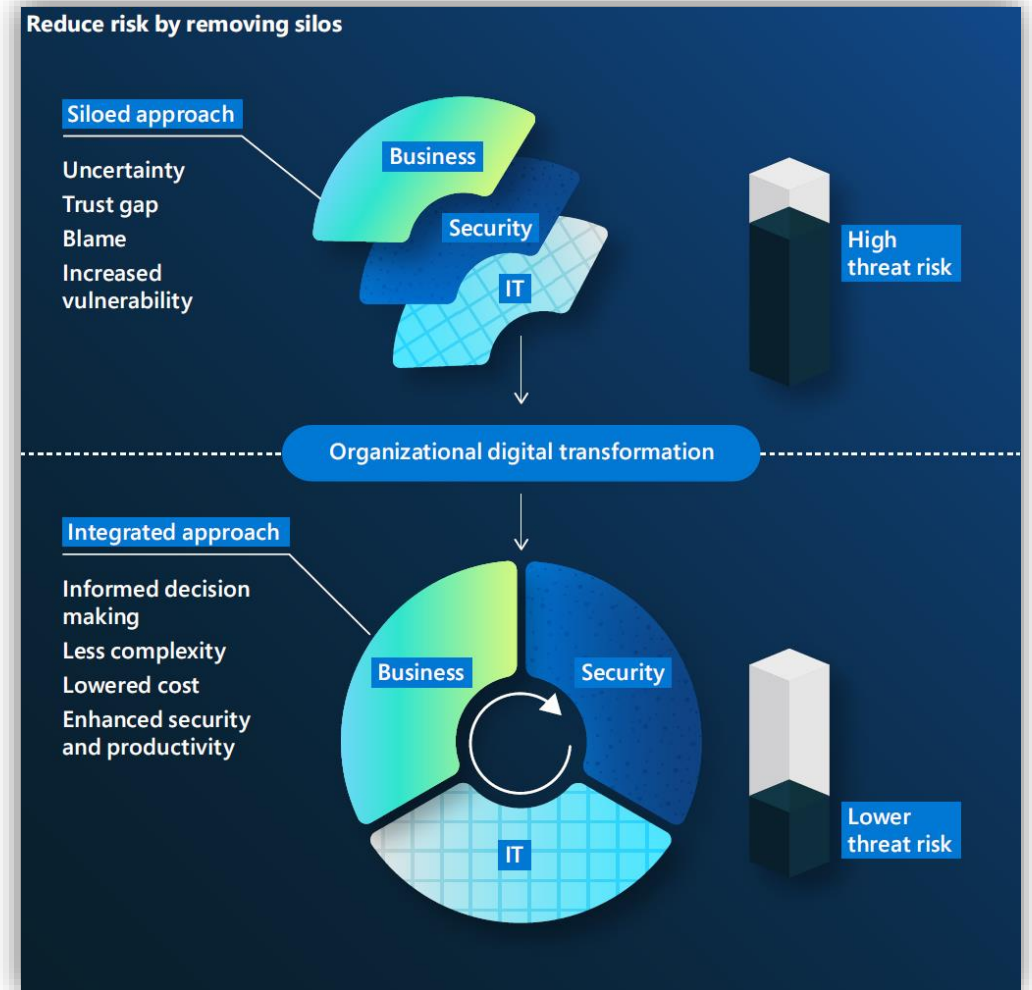 Reduce risk by removing silos
Siloed approach
Uncertainty
Trust gap
Blame
Increased
vulnerability
Business
Security
IT
High
threat risk
Organizational digital transformation
Integrated approach
Informed decision
making
Less complexity
Lowered cost
Enhanced security
and productivity
Business
Security
IT
Lower
threat risk